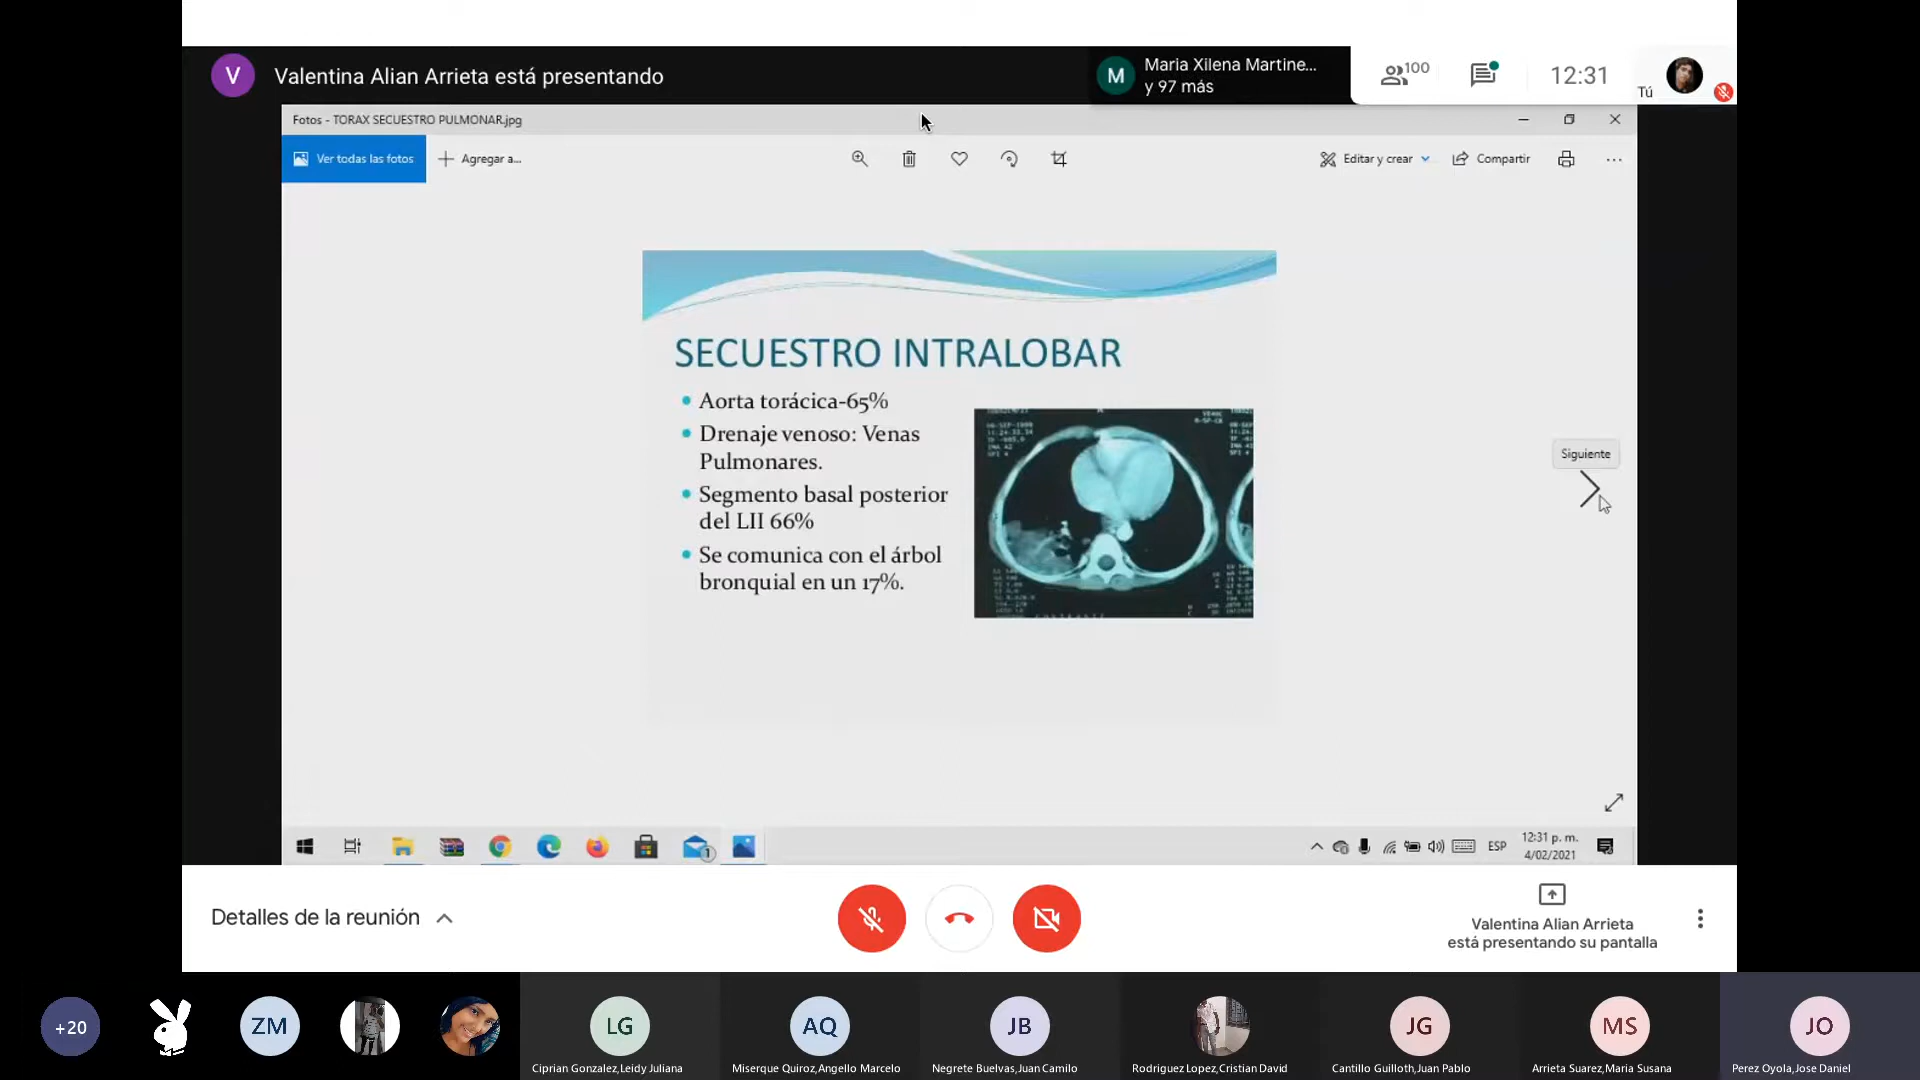 V
Valentina Alian Arrieta está presentando
M
Maria Xilena Martine...
y 97 más
100
12:31
Tú
Fotos - TORAX SECUESTRO PULMONAR.jpg
Ver todas las fotos
Agregar a...
Editar y crear
Compartir
SECUESTRO INTRALOBAR
• Aorta torácica-65%
• Drenaje venoso: Venas
Pulmonares.
• Segmento basal posterior
del LII 66%
• Se comunica con el árbol
bronquial en un 17%.
Siguiente
1
ESP
12:31 p. m.
4/02/2021
Detalles de la reunión
Valentina Alian Arrieta
está presentando su pantalla
+20
ZM
LG
AQ
JB
JG
MS
JO
Ciprian Gonzalez,Leidy Juliana
Miserque Quiroz,Angello Marcelo
Negrete Buelvas,Juan Camilo
Rodriguez Lopez,Cristian David
Cantillo Guilloth,Juan Pablo
Arrieta Suarez,Maria Susana
Perez Oyola,Jose Daniel